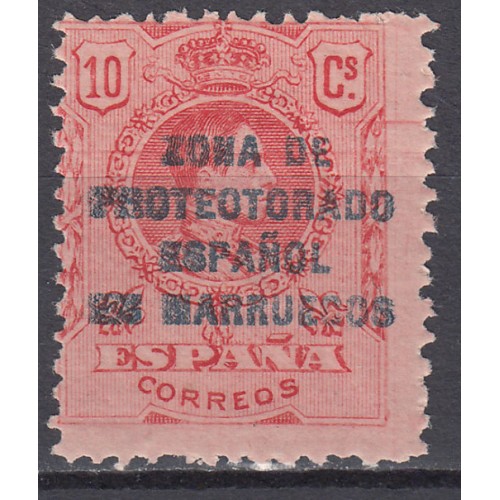 10 Cs.
ZONA DE
PROTECTORADO
ESPAÑOL
EN MARRUECOS
ESPAÑA
CORREOS